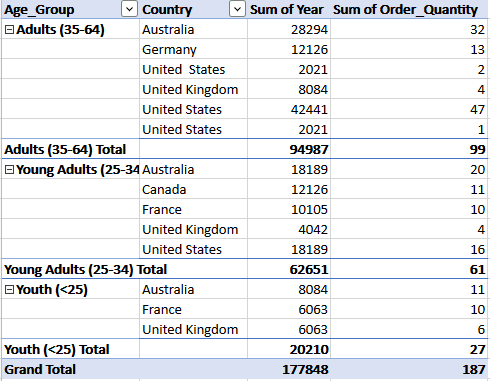 Age_Group Country Sum of Year Sum of Order_Quantity
Adults (35-64) Australia 28294 32
Germany 12126 13
United  States 2021 2
United Kingdom 8084 4
United States 42441 47
United States 2021 1
Adults (35-64) Total 94987 99
Young Adults (25-34 Australia 18189 20
Canada 12126 11
France 10105 10
United Kingdom 4042 4
United States 18189 16
Young Adults (25-34) Total 62651 61
Youth (<25) Australia 8084 11
France 6063 10
United Kingdom 6063 6
Youth (<25) Total 20210 27
Grand Total 177848 187